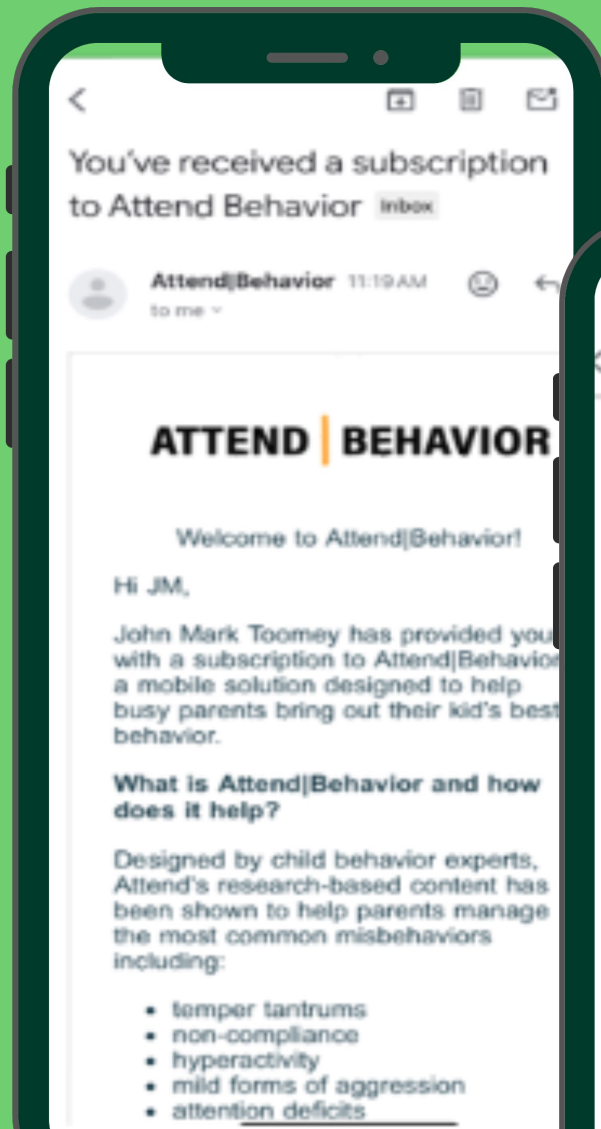 You've received a subscription
to Attend Behavior Inbox
Attend|Behavior 11:19 AM
to me
ATTEND | BEHAVIOR
Welcome to Attend|Behavior!
Hi JM,
John Mark Toomey has provided you
with a subscription to Attend|Behavior
a mobile solution designed to help
busy parents bring out their kid's best
behavior.
What is Attend|Behavior and how
does it help?
Designed by child behavior experts,
Attend's research-based content has
been shown to help parents manage
the most common misbehaviors
including:
• temper tantrums
• non-compliance
• hyperactivity
• mild forms of aggression
• attention deficits